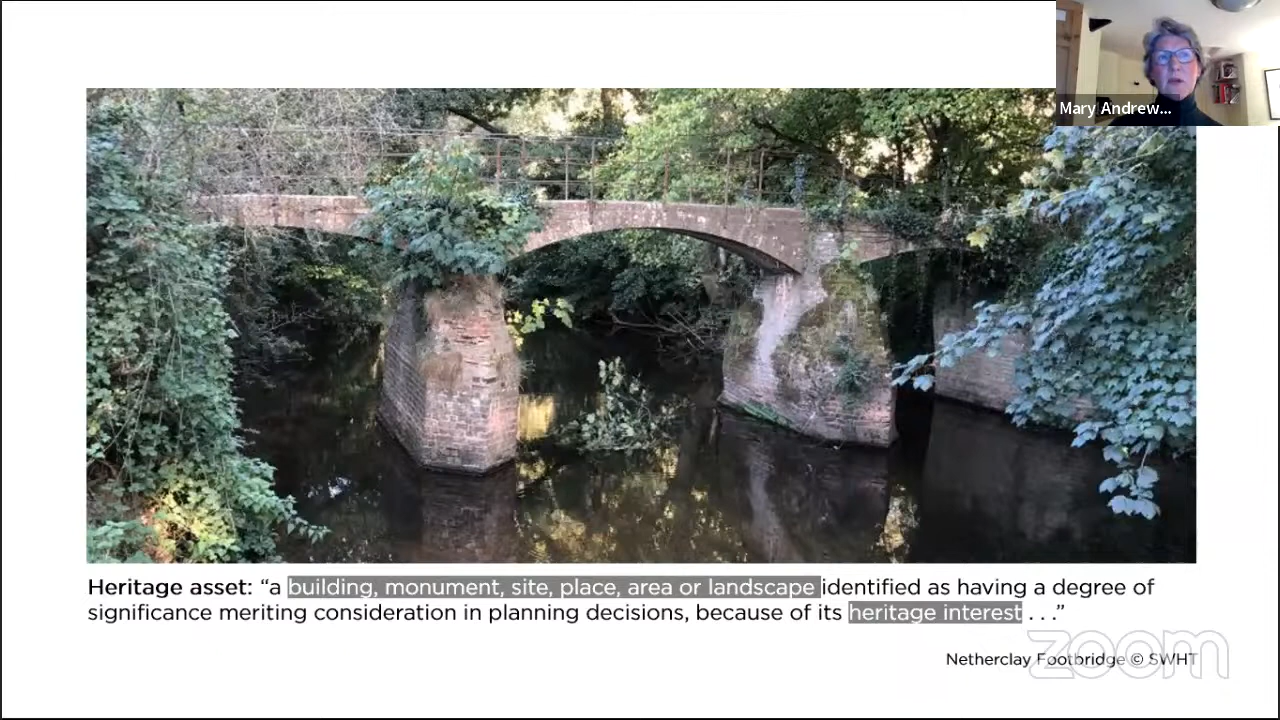 Mary Andrew...
Heritage asset: “a building, monument, site, place, area or landscape identified as having a degree of
significance meriting consideration in planning decisions, because of its heritage interest . . .”
Netherclay Footbridge © SWHT
zoom